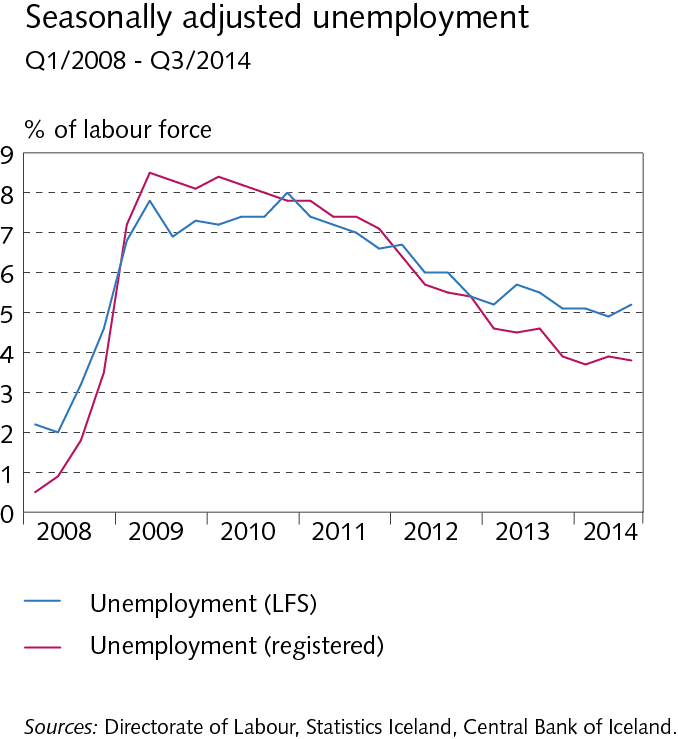 Seasonally adjusted unemployment
Q1/2008 - Q3/2014
% of labour force
9
8
7
6
5
4
3
2
1
0
2008 2009 2010 2011 2012 2013 2014
Unemployment (LFS)
Unemployment (registered)
Sources: Directorate of Labour, Statistics Iceland, Central Bank of Iceland.